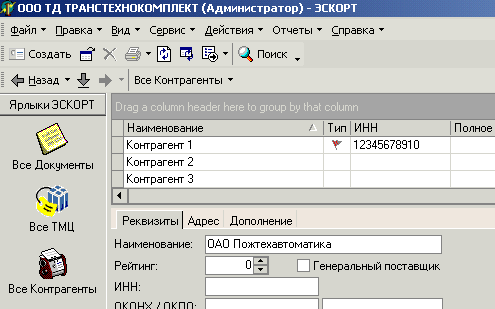 ООО ТД ТРАНСТЕХНОКОМПЛЕКТ (Администратор) - ЭСКОРТ
Файл Правка Вид Сервис Действия Отчеты Справка
Создать Поиск
Назад Все Контрагенты
Ярлыки ЭСКОРТ
Drag a column header here to group by that column
Наименование Тип ИНН Полное
Контрагент 1 12345678910
Контрагент 2
Контрагент 3
Все Документы
Все ТМЦ
Все Контрагенты
Реквизиты Адрес Дополнение
Наименование: ОАО Пожтехавтоматика
Рейтинг: 0 Генеральный поставщик
ИНН:
ОКОНХ / ОКПО: